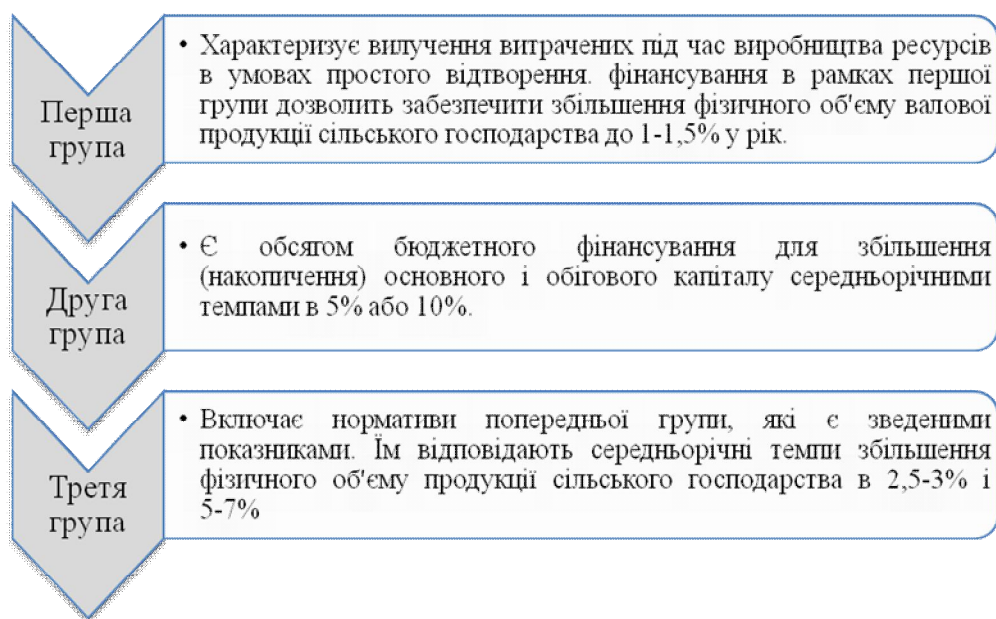 Перша
група
• Характеризує вилучення витрачених під час виробництва ресурсів
в умовах простого відтворення. фінансування в рамках першої
групи дозволить забезпечити збільшення фізичного об'єму валової
продукції сільського господарства до 1-1,5% у рік.
Друга
група
• Є обсягом бюджетного фінансування для збільшення
(накопичення) основного і обігового капіталу середньорічними
темпами в 5% або 10%.
Третя
група
• Включає нормативи попередньої групи, які є зведеними
показниками. Їм відповідають середньорічні темпи збільшення
фізичного об'єму продукції сільського господарства в 2,5-3% і
5-7%